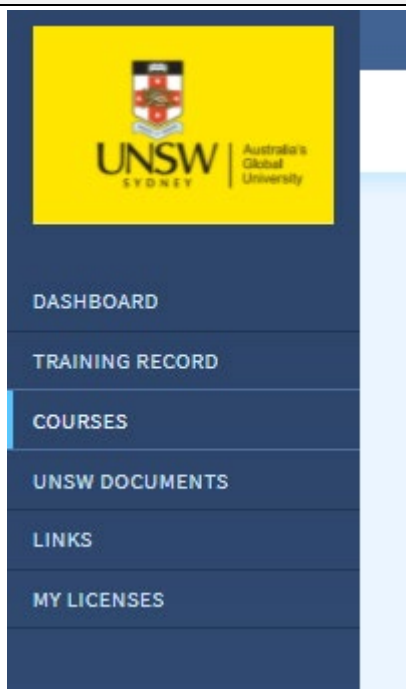 UNSW
SYDNEY
Australia's
Global
University
DASHBOARD
TRAINING RECORD
COURSES
UNSW DOCUMENTS
LINKS
MY LICENSES